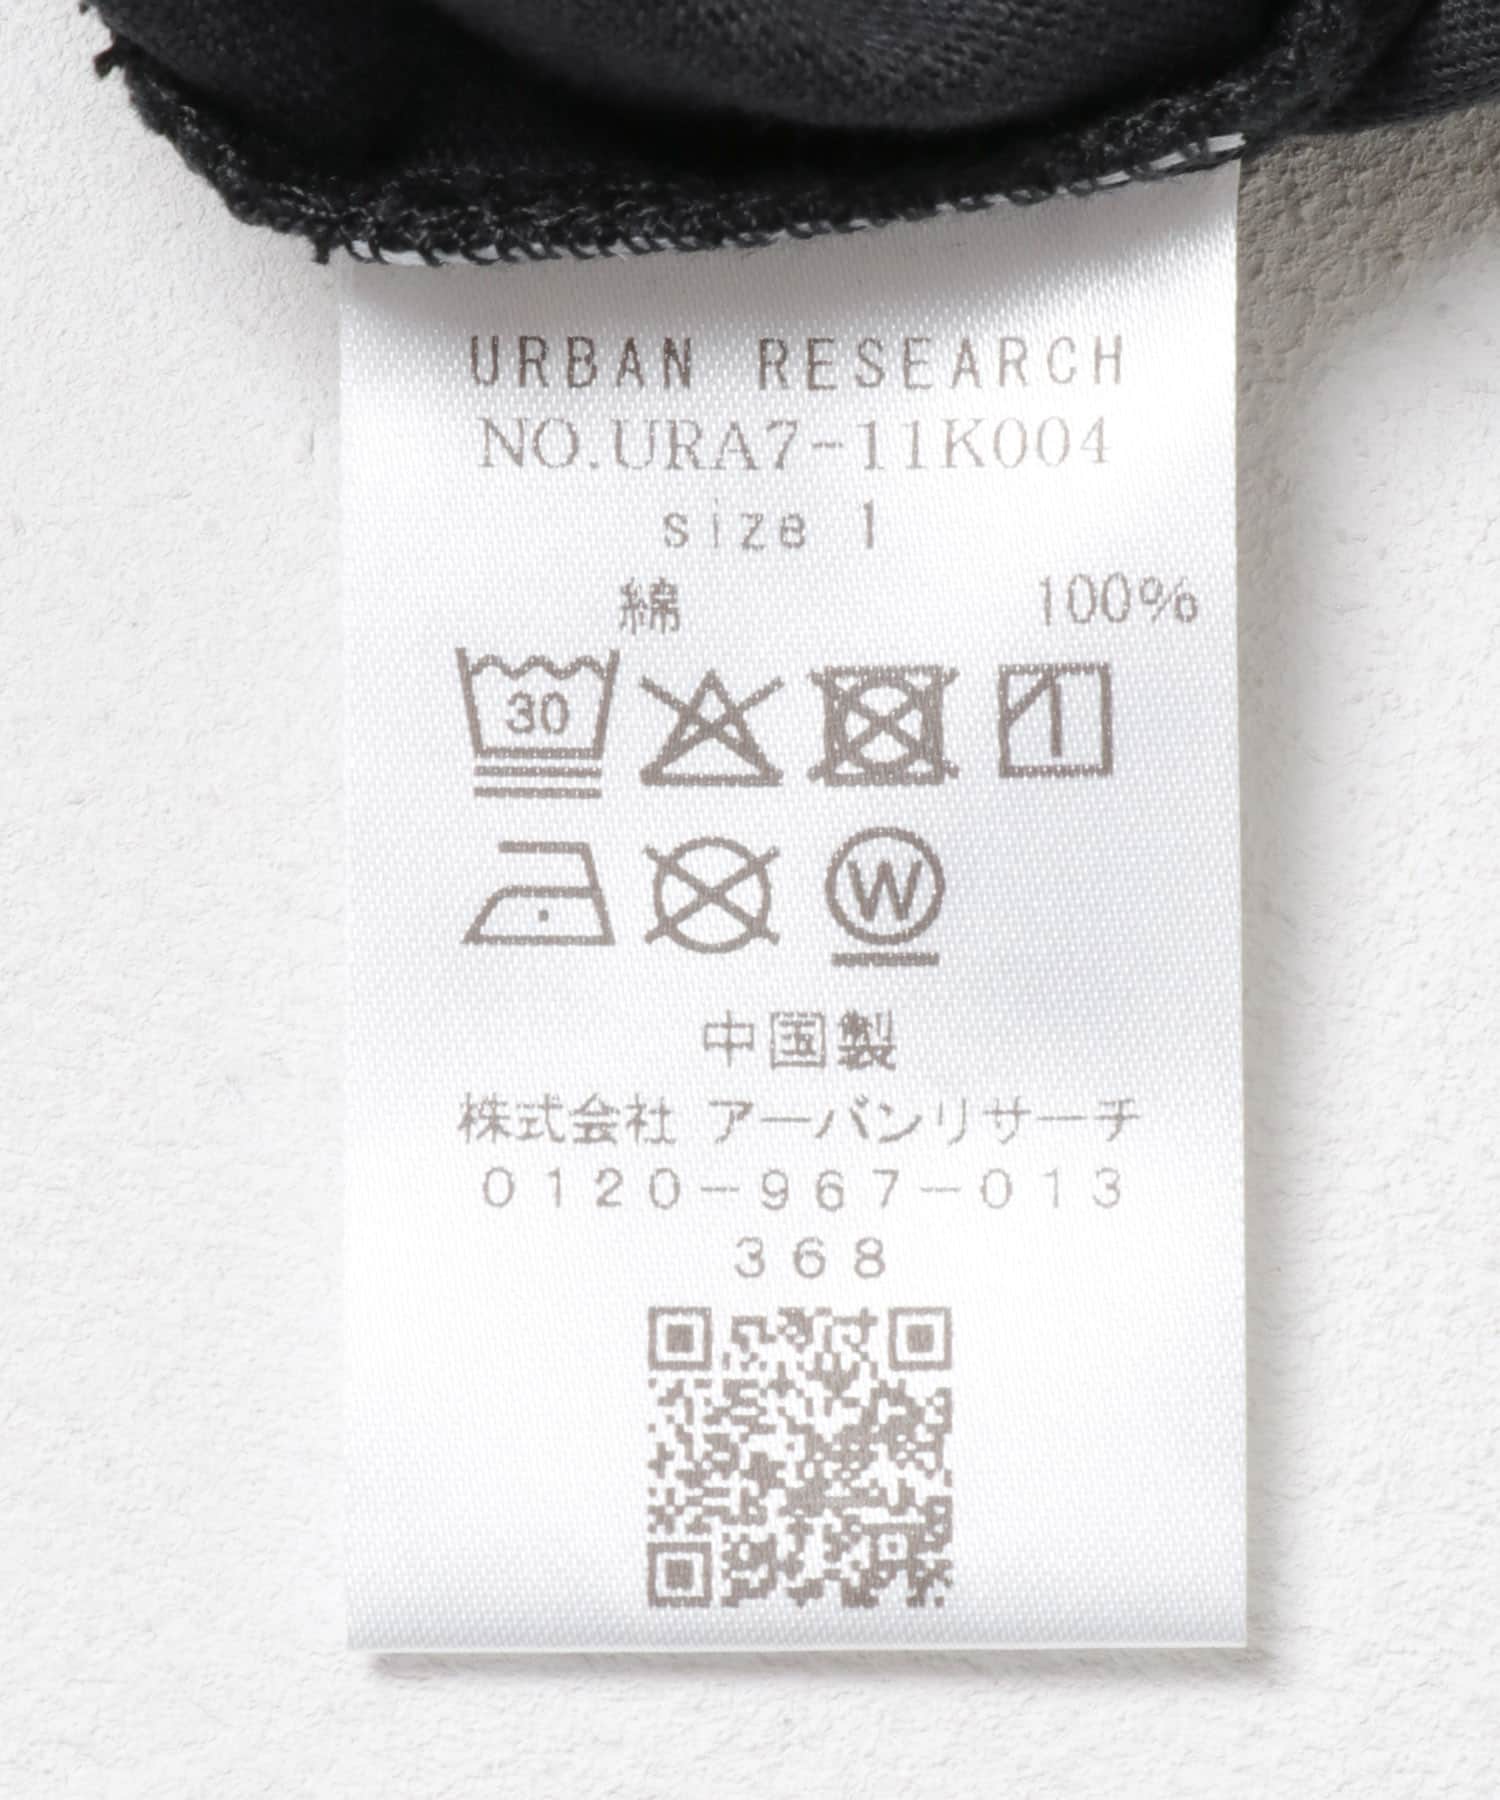 URBAN RESEARCH
NO.URA7-11K004
size 1
綿 100%
30
W
中国製
株式会社 アーバンリサーチ
0120-967-013
368